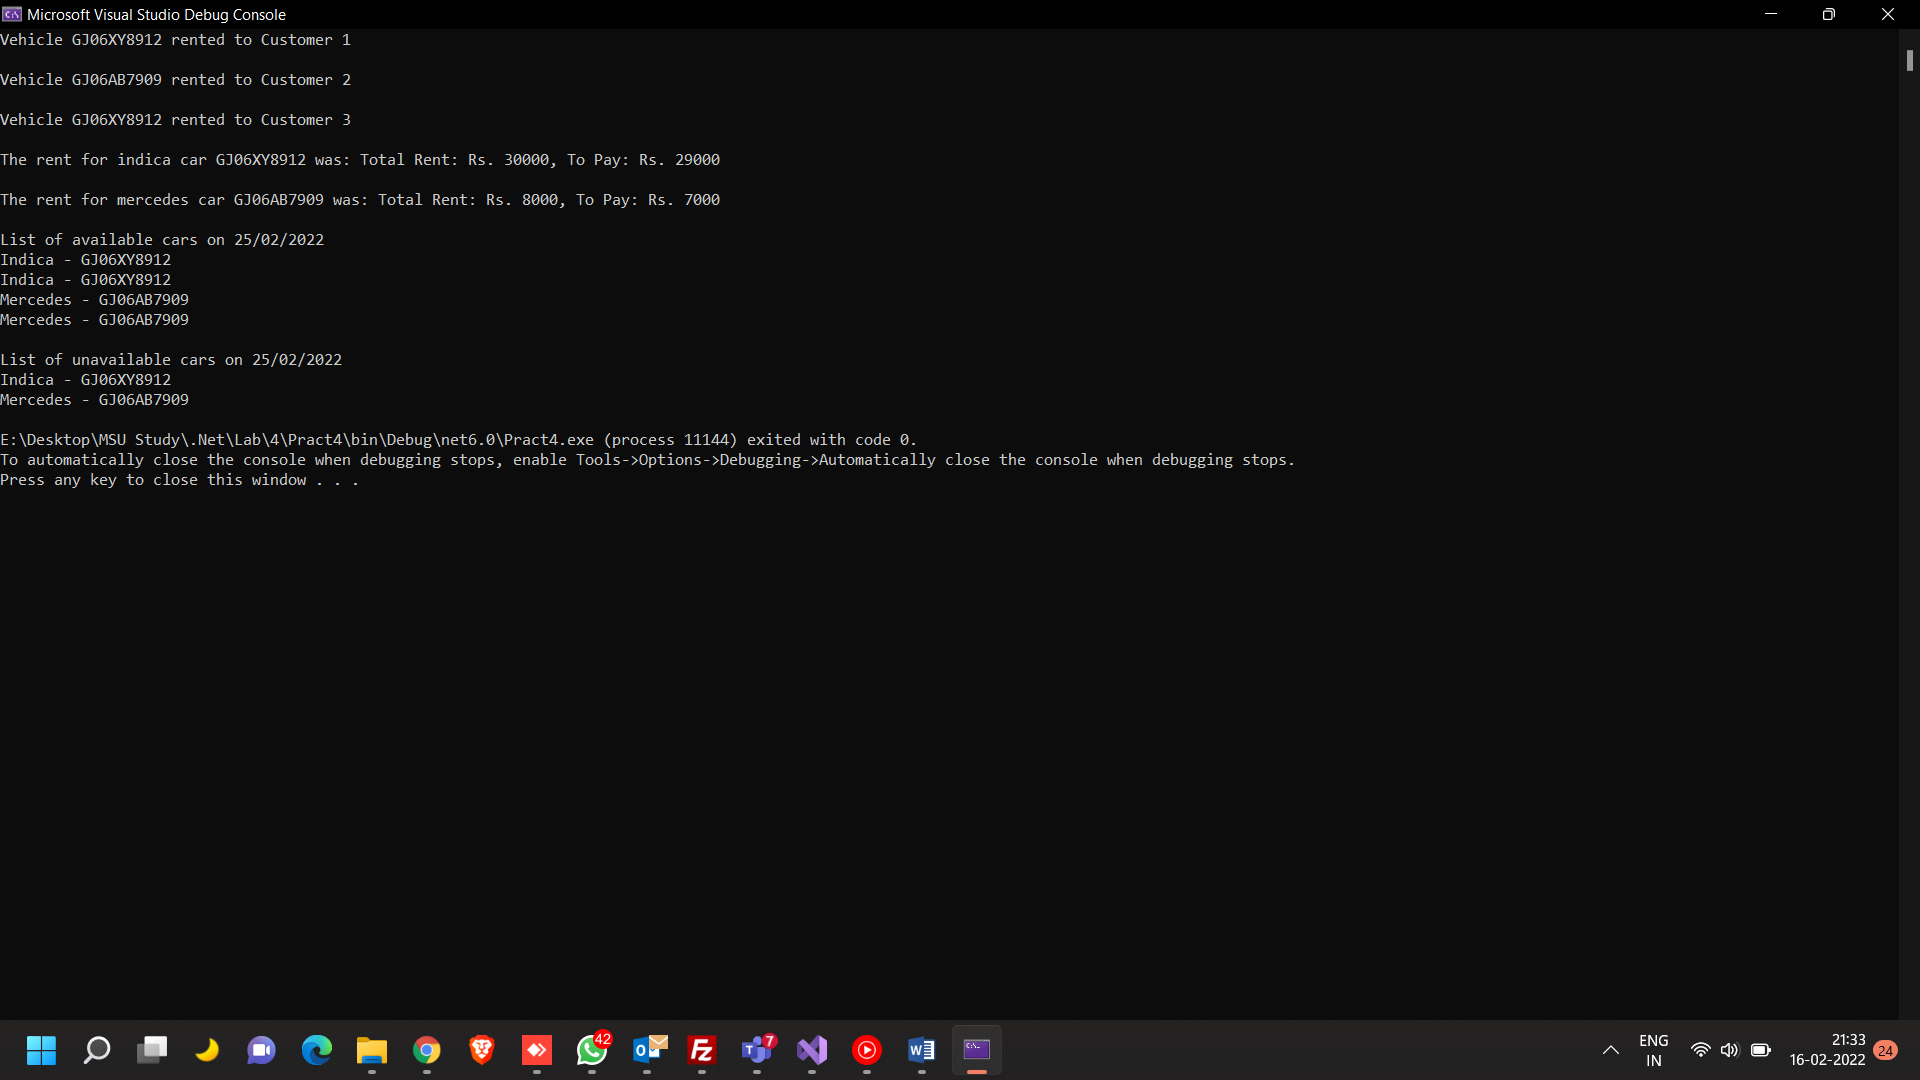 Microsoft Visual Studio Debug Console
Vehicle GJ06XY8912 rented to Customer 1
Vehicle GJ06AB7909 rented to Customer 2
Vehicle GJ06XY8912 rented to Customer 3
The rent for indica car GJ06XY8912 was: Total Rent: Rs. 30000, To Pay: Rs. 29000
The rent for mercedes car GJ06AB7909 was: Total Rent: Rs. 8000, To Pay: Rs. 7000
List of available cars on 25/02/2022
Indica - GJ06XY8912
Indica - GJ06XY8912
Mercedes - GJ06AB7909
Mercedes - GJ06AB7909
List of unavailable cars on 25/02/2022
Indica - GJ06XY8912
Mercedes - GJ06AB7909
E:\Desktop\MSU Study\.Net\Lab\4\Pract4\bin\Debug\net6.0\Pract4.exe (process 11144) exited with code 0.
To automatically close the console when debugging stops, enable Tools->Options->Debugging->Automatically close the console when debugging stops.
Press any key to close this window . . .
42
7
ENG
IN
21:33
16-02-2022
24